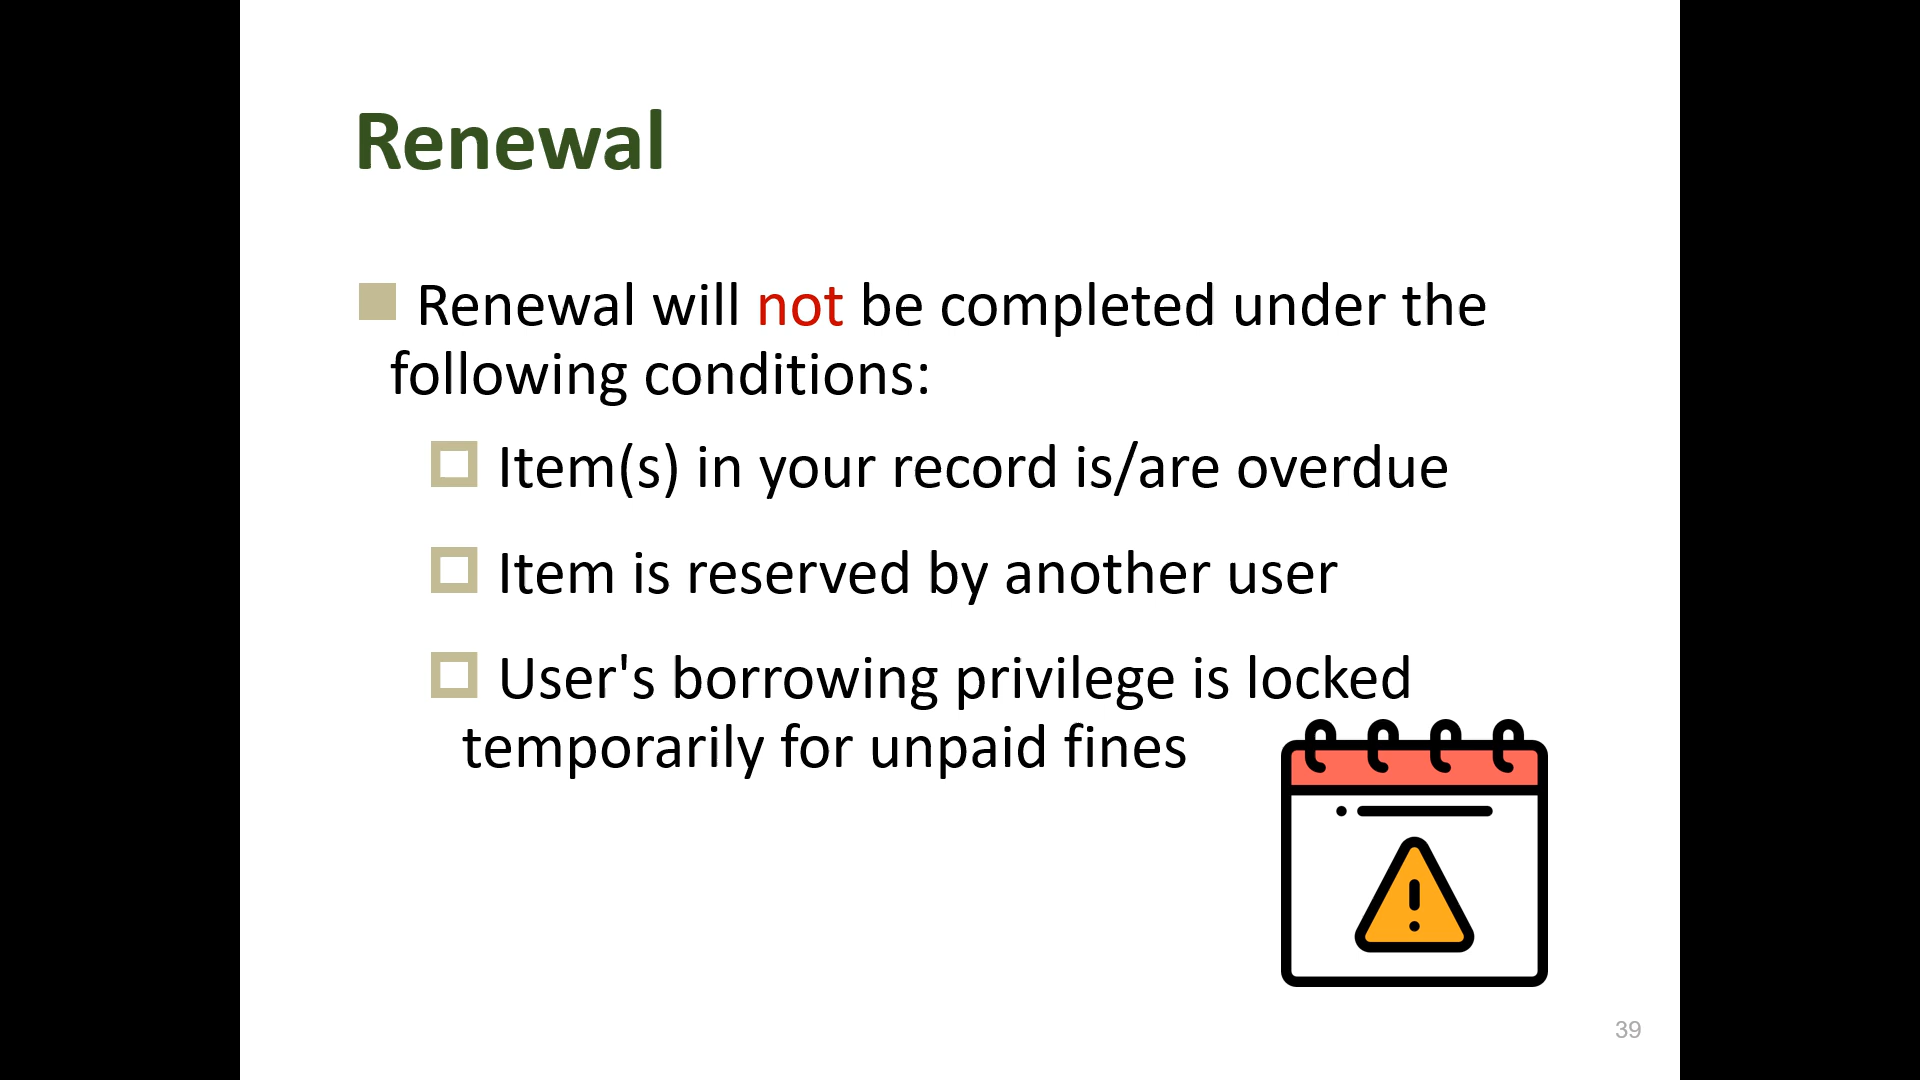 Renewal
Renewal will not be completed under the
following conditions:
Item(s) in your record is/are overdue
Item is reserved by another user
User's borrowing privilege is locked
temporarily for unpaid fines
39